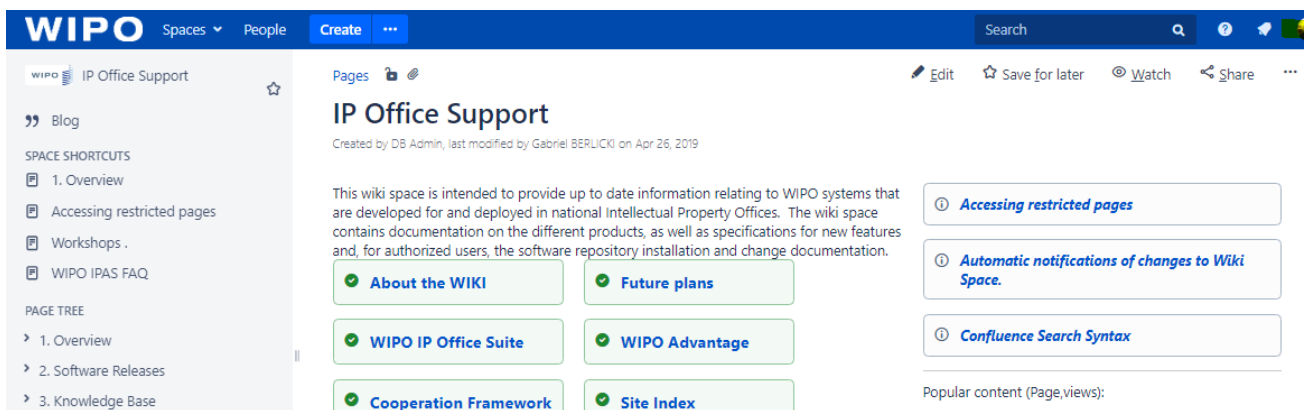 WIPO Spaces People Create ... Search
WIPO IP Office Support
Blog
SPACE SHORTCUTS
1. Overview
Accessing restricted pages
Workshops .
WIPO IPAS FAQ
PAGE TREE
1. Overview
2. Software Releases
3. Knowledge Base
Pages
Edit Save for later Watch Share ...
IP Office Support
Created by DB Admin, last modified by Gabriel BERLICKI on Apr 26, 2019
This wiki space is intended to provide up to date information relating to WIPO systems that
are developed for and deployed in national Intellectual Property Offices. The wiki space
contains documentation on the different products, as well as specifications for new features
and, for authorized users, the software repository installation and change documentation.
About the WIKI
Future plans
WIPO IP Office Suite
WIPO Advantage
Cooperation Framework
Site Index
Accessing restricted pages
Automatic notifications of changes to Wiki
Space.
Confluence Search Syntax
Popular content (Page,views):